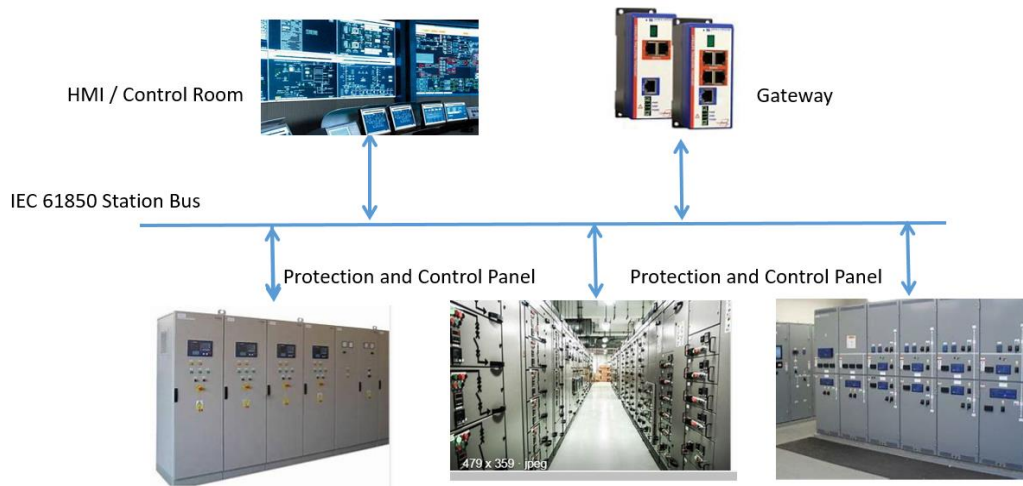 HMI / Control Room
Gateway
IEC 61850 Station Bus
Protection and Control Panel
Protection and Control Panel
479 x 359 · jpeg